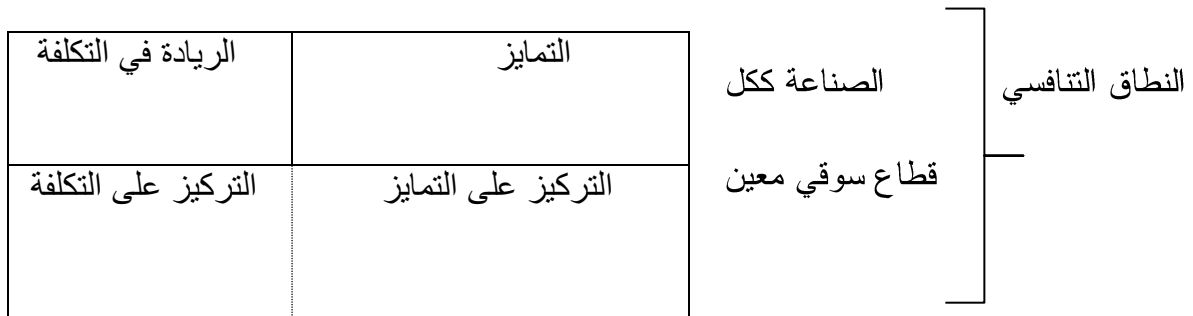 التمايز
الريادة في التكلفة
الصناعة ككل
النطاق التنافسي
قطاع سوقي معين
التركيز على التمايز
التركيز على التكلفة